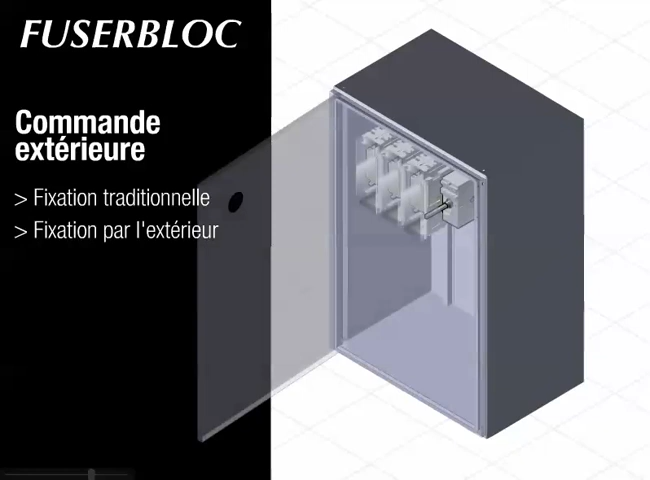 FUSERBLOC
Commande
extérieure
> Fixation traditionnelle
> Fixation par l'extérieur